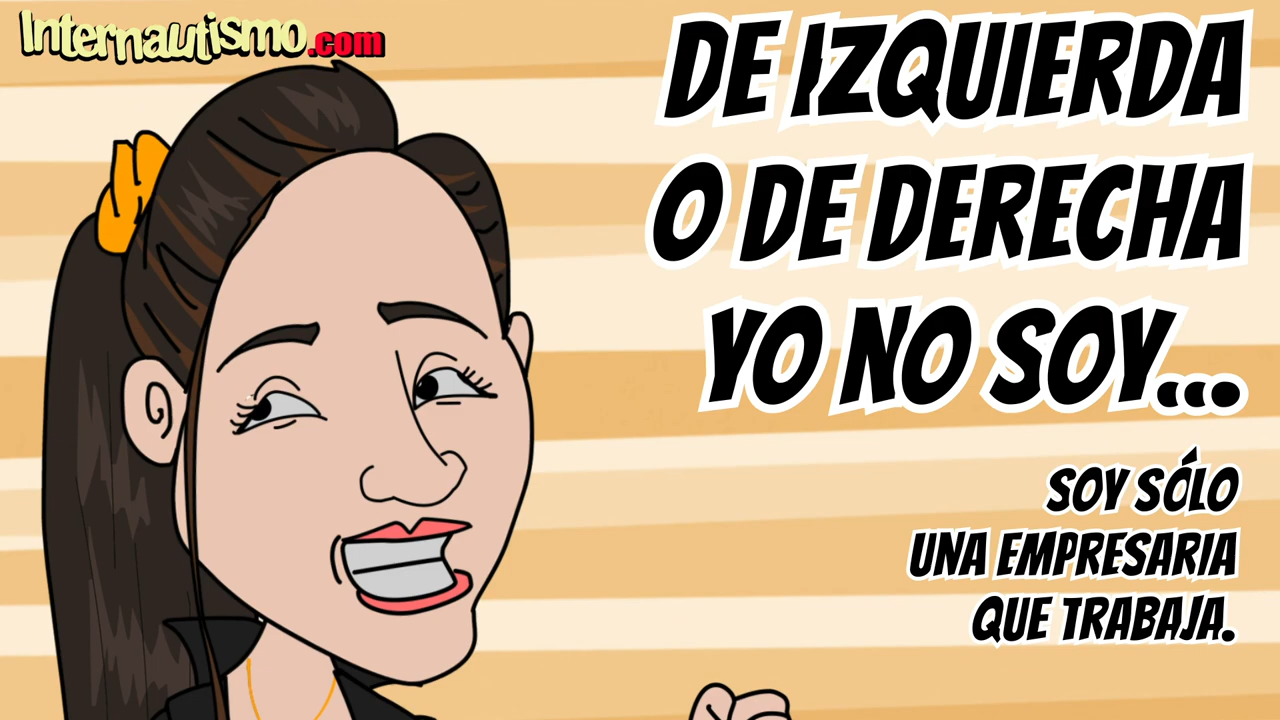 Internautismo.com
DE IZQUIERDA
O DE DERECHA
YO NO SOY...
SOY SÓLO
UNA EMPRESARIA
QUE TRABAJA.